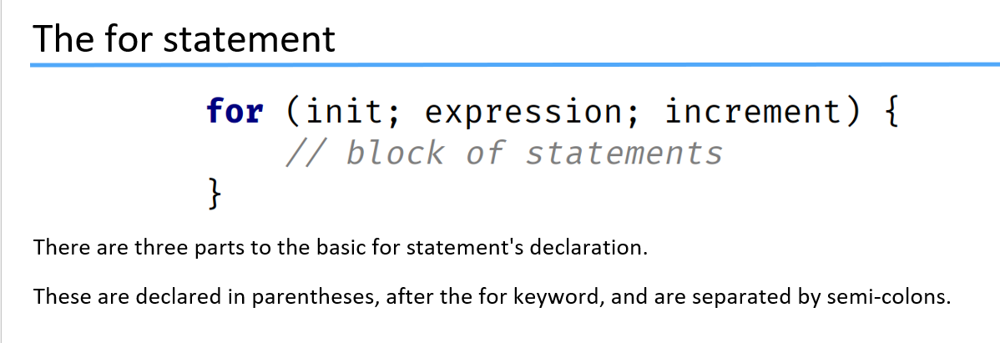 The for statement
for (init; expression; increment) {
// block of statements
}
There are three parts to the basic for statement's declaration.
These are declared in parentheses, after the for keyword, and are separated by semi-colons.